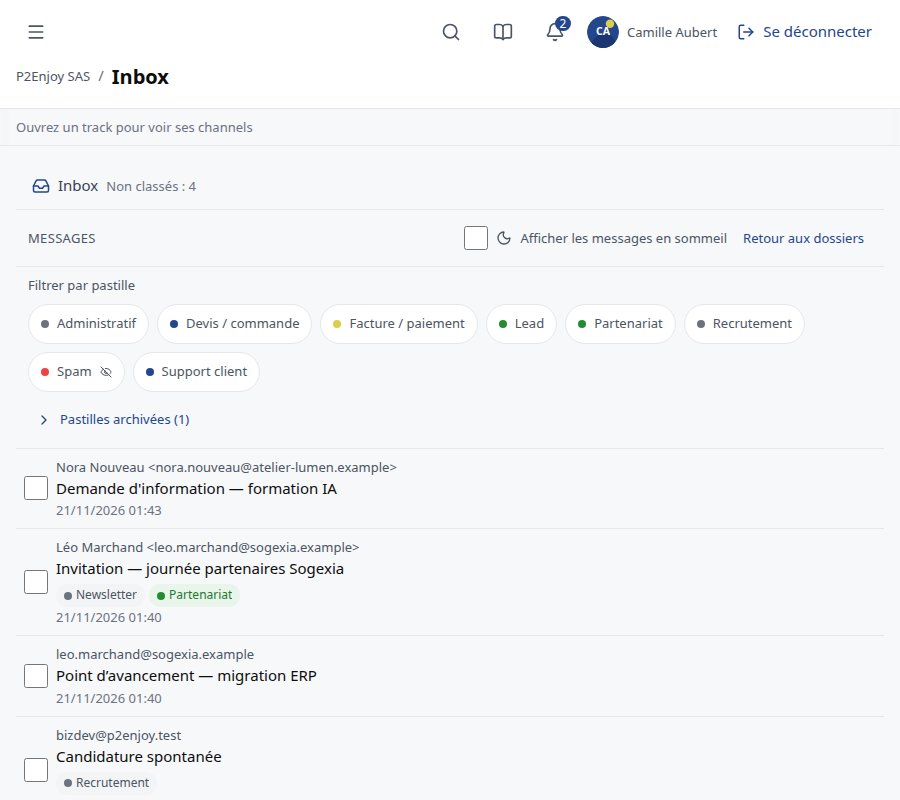 2
CA Camille Aubert Se déconnecter
P2Enjoy SAS / Inbox
Ouvrez un track pour voir ses channels
Inbox Non classés : 4
MESSAGES Afficher les messages en sommeil Retour aux dossiers
Filtrer par pastille
Administratif Devis / commande Facture / paiement Lead Partenariat Recrutement
Spam Support client
Pastilles archivées (1)
Nora Nouveau <nora.nouveau@atelier-lumen.example>
Demande d'information — formation IA
21/11/2026 01:43
Léo Marchand <leo.marchand@sogexia.example>
Invitation — journée partenaires Sogexia
Newsletter Partenariat
21/11/2026 01:40
leo.marchand@sogexia.example
Point d’avancement — migration ERP
21/11/2026 01:40
bizdev@p2enjoy.test
Candidature spontanée
Recrutement